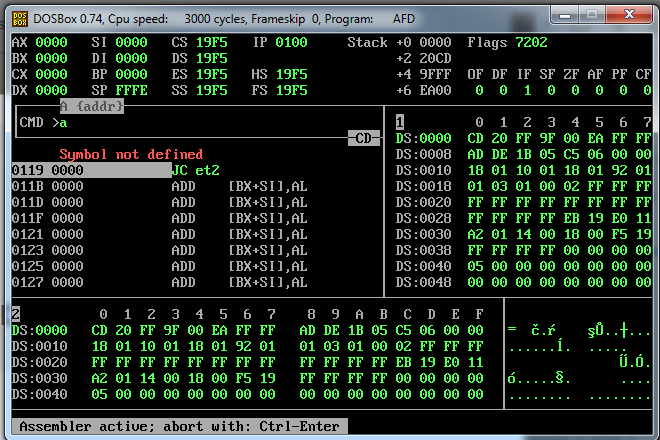 DOSBox 0.74, Cpu speed: 3000 cycles, Frameskip 0, Program: AFD
AX 0000 SI 0000 CS 19F5 IP 0100 Stack +0 0000 Flags 7202
BX 0000 DI 0000 DS 19F5 +2 20CD
CX 0000 BP 0000 ES 19F5 HS 19F5 +4 9FFF OF DF IF SF ZF AF PF CF
DX 0000 SP FFFE SS 19F5 FS 19F5 +6 EA00 0 0 1 0 0 0 0 0
A {addr}
CMD >a 1 0 1 2 3 4 5 6 7
CD DS:0000 CD 20 FF 9F 00 EA FF FF
Symbol not defined DS:0008 AD DE 1B 05 C5 06 00 00
0119 0000 JC et2 DS:0010 18 01 10 01 18 01 92 01
011B 0000 ADD [BX+SI],AL DS:0018 01 03 01 00 02 FF FF FF
011D 0000 ADD [BX+SI],AL DS:0020 FF FF FF FF FF FF FF FF
011F 0000 ADD [BX+SI],AL DS:0028 FF FF FF FF EB 19 E0 11
0121 0000 ADD [BX+SI],AL DS:0030 A2 01 14 00 18 00 F5 19
0123 0000 ADD [BX+SI],AL DS:0038 FF FF FF FF 00 00 00 00
0125 0000 ADD [BX+SI],AL DS:0040 05 00 00 00 00 00 00 00
0127 0000 ADD [BX+SI],AL DS:0048 00 00 00 00 00 00 00 00
2 0 1 2 3 4 5 6 7 8 9 A B C D E F
DS:0000 CD 20 FF 9F 00 EA FF FF AD DE 1B 05 C5 06 00 00 = č.ŕ şŮ..┼...
DS:0010 18 01 10 01 18 01 92 01 01 03 01 00 02 FF FF FF ......Í. .....
DS:0020 FF FF FF FF FF FF FF FF FF FF FF FF EB 19 E0 11 Ű.Ó.
DS:0030 A2 01 14 00 18 00 F5 19 FF FF FF FF 00 00 00 00 ó.....§. ....
DS:0040 05 00 00 00 00 00 00 00 00 00 00 00 00 00 00 00 ........ ........
Assembler active; abort with: Ctrl-Enter